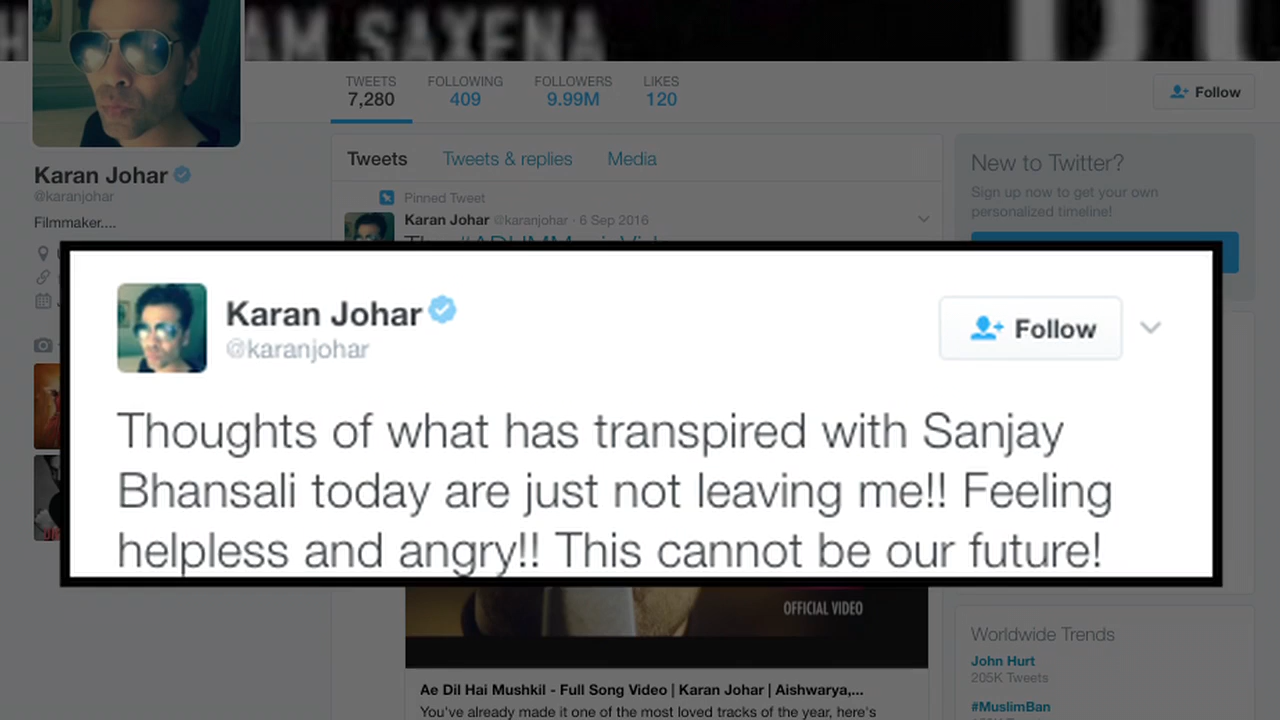 AM SAXENA
TWEETS
7,280
FOLLOWING
409
FOLLOWERS
9.99M
LIKES
120
Follow
Karan Johar
@karanjohar
Filmmaker....
Tweets
Tweets & replies
Media
Pinned Tweet
Karan Johar @karanjohar · 6 Sep 2016
New to Twitter?
Sign up now to get your own
personalized timeline!
Karan Johar
@karanjohar
Follow
Thoughts of what has transpired with Sanjay
Bhansali today are just not leaving me!! Feeling
helpless and angry!! This cannot be our future!
OFFICIAL VIDEO
Ae Dil Hai Mushkil - Full Song Video | Karan Johar | Aishwarya,...
You've already made it one of the most loved tracks of the year, here's
Worldwide Trends
John Hurt
205K Tweets
#MuslimBan